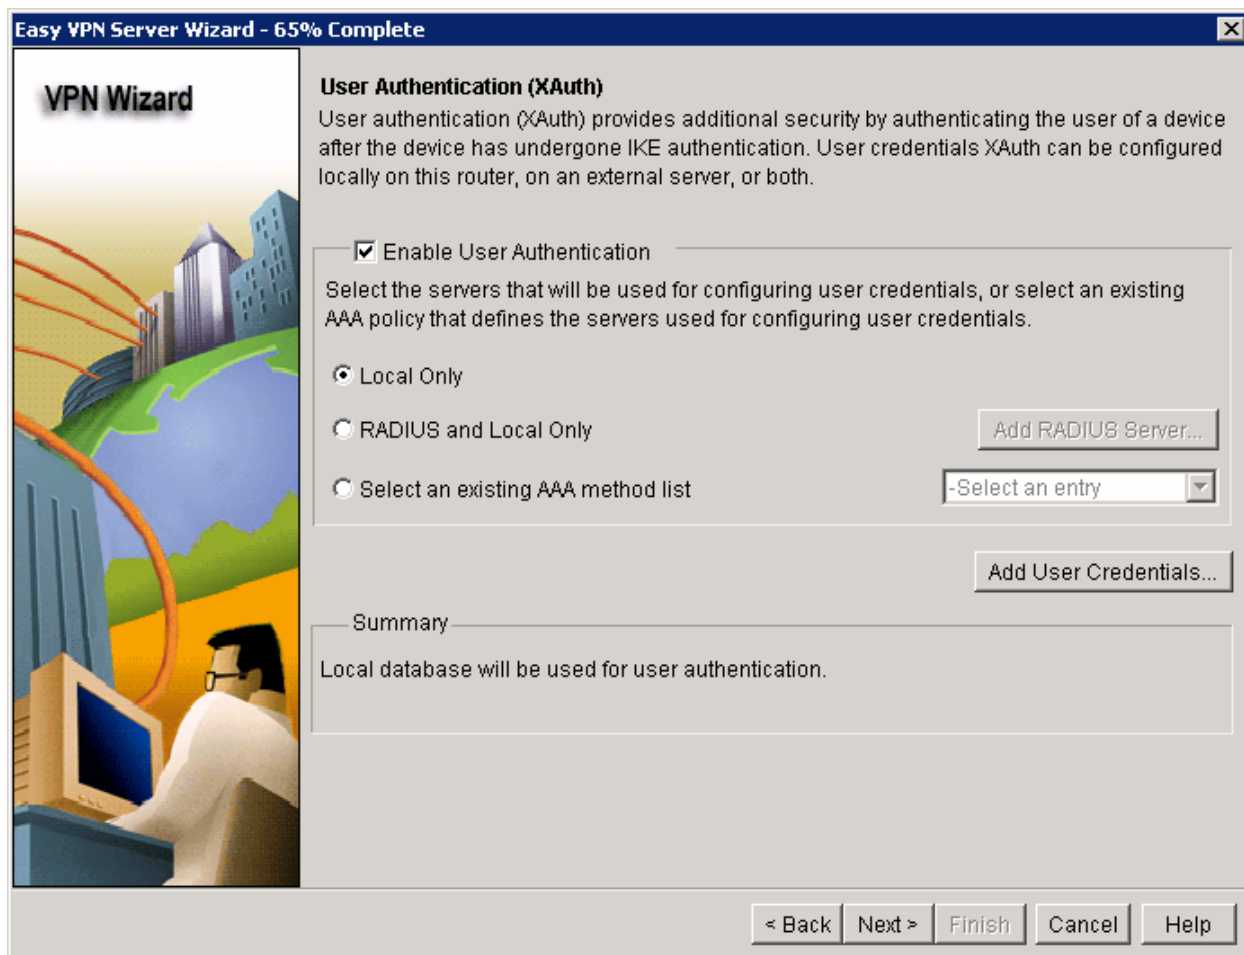 Easy VPN Server Wizard - 65% Complete
VPN Wizard
User Authentication (XAuth)
User authentication (XAuth) provides additional security by authenticating the user of a device
after the device has undergone IKE authentication. User credentials XAuth can be configured
locally on this router, on an external server, or both.
Enable User Authentication
Select the servers that will be used for configuring user credentials, or select an existing
AAA policy that defines the servers used for configuring user credentials.
Local Only
RADIUS and Local Only
Add RADIUS Server...
Select an existing AAA method list
-Select an entry
Add User Credentials...
Summary
Local database will be used for user authentication.
< Back
Next >
Finish
Cancel
Help